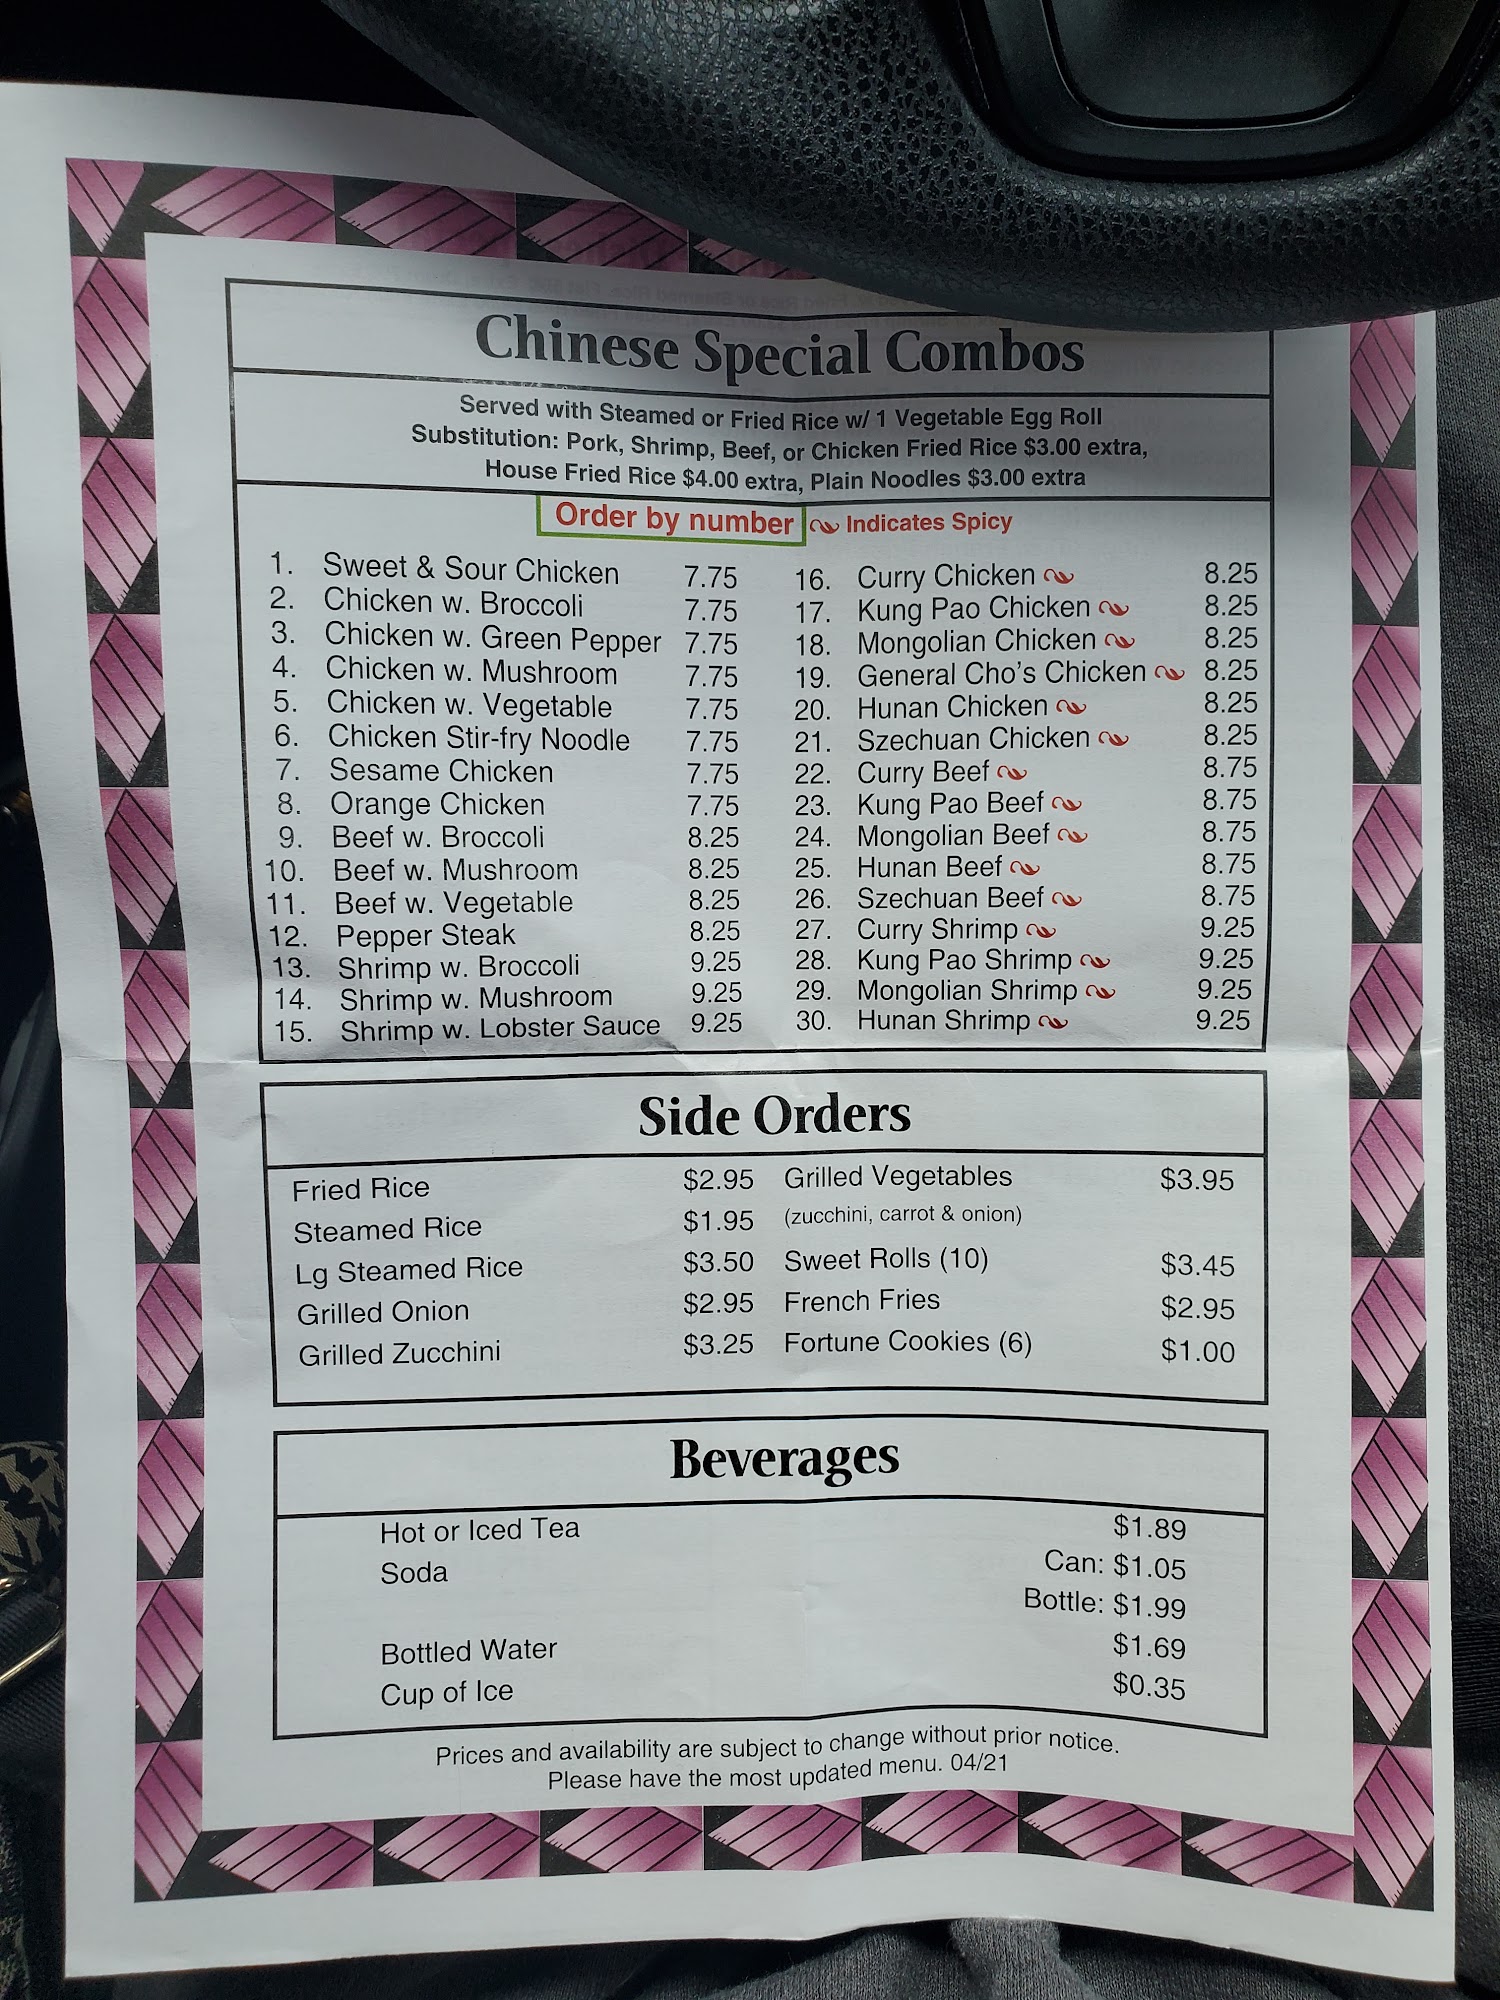 Chinese Special Combos
Served with Steamed or Fried Rice w/ 1 Vegetable Egg Roll
Substitution: Pork, Shrimp, Beef, or Chicken Fried Rice $3.00 extra,
House Fried Rice $4.00 extra, Plain Noodles $3.00 extra
Order by number Indicates Spicy
1. Sweet & Sour Chicken 7.75
2. Chicken w. Broccoli 7.75
3. Chicken w. Green Pepper 7.75
4. Chicken w. Mushroom 7.75
5. Chicken w. Vegetable 7.75
6. Chicken Stir-fry Noodle 7.75
7. Sesame Chicken 7.75
8. Orange Chicken 7.75
9. Beef w. Broccoli 8.25
10. Beef w. Mushroom 8.25
11. Beef w. Vegetable 8.25
12. Pepper Steak 8.25
13. Shrimp w. Broccoli 9.25
14. Shrimp w. Mushroom 9.25
15. Shrimp w. Lobster Sauce 9.25
16. Curry Chicken 8.25
17. Kung Pao Chicken 8.25
18. Mongolian Chicken 8.25
19. General Cho's Chicken 8.25
20. Hunan Chicken 8.25
21. Szechuan Chicken 8.25
22. Curry Beef 8.75
23. Kung Pao Beef 8.75
24. Mongolian Beef 8.75
25. Hunan Beef 8.75
26. Szechuan Beef 8.75
27. Curry Shrimp 9.25
28. Kung Pao Shrimp 9.25
29. Mongolian Shrimp 9.25
30. Hunan Shrimp 9.25
Side Orders
Fried Rice $2.95
Steamed Rice $1.95
Lg Steamed Rice $3.50
Grilled Onion $2.95
Grilled Zucchini $3.25
Grilled Vegetables $3.95
(zucchini, carrot & onion)
Sweet Rolls (10) $3.45
French Fries $2.95
Fortune Cookies (6) $1.00
Beverages
Hot or Iced Tea $1.89
Soda Can: $1.05
Bottle: $1.99
Bottled Water $1.69
Cup of Ice $0.35
Prices and availability are subject to change without prior notice.
Please have the most updated menu. 04/21